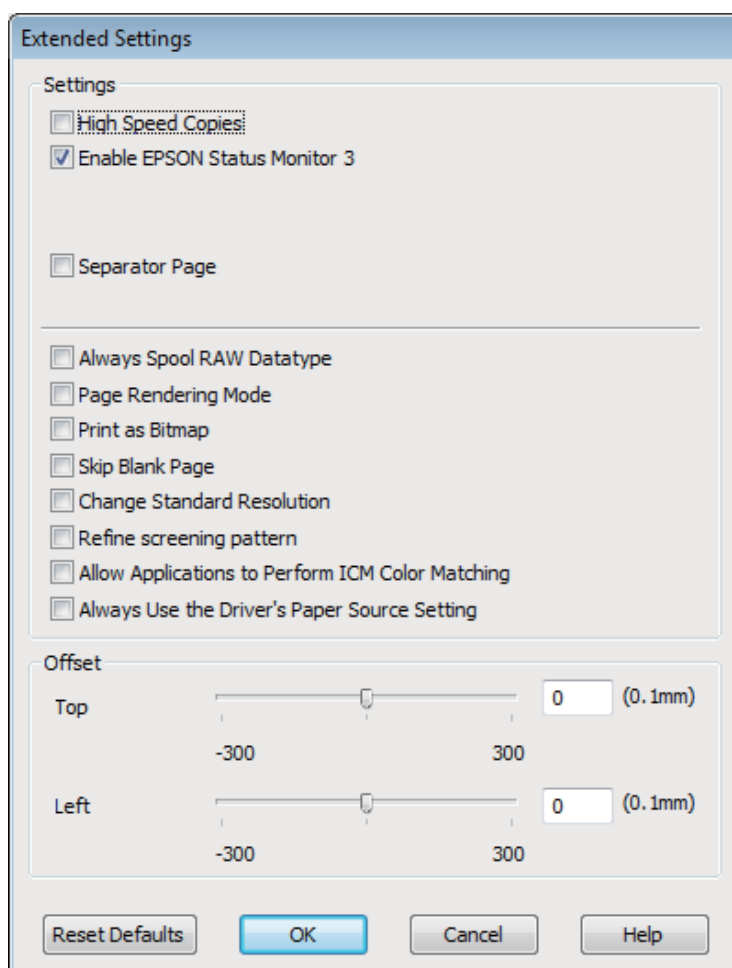 Extended Settings
Settings
High Speed Copies
Enable EPSON Status Monitor 3
Separator Page
Always Spool RAW Datatype
Page Rendering Mode
Print as Bitmap
Skip Blank Page
Change Standard Resolution
Refine screening pattern
Allow Applications to Perform ICM Color Matching
Always Use the Driver's Paper Source Setting
Offset
Top 0 (0.1mm)
-300 300
Left 0 (0.1mm)
-300 300
Reset Defaults OK Cancel Help